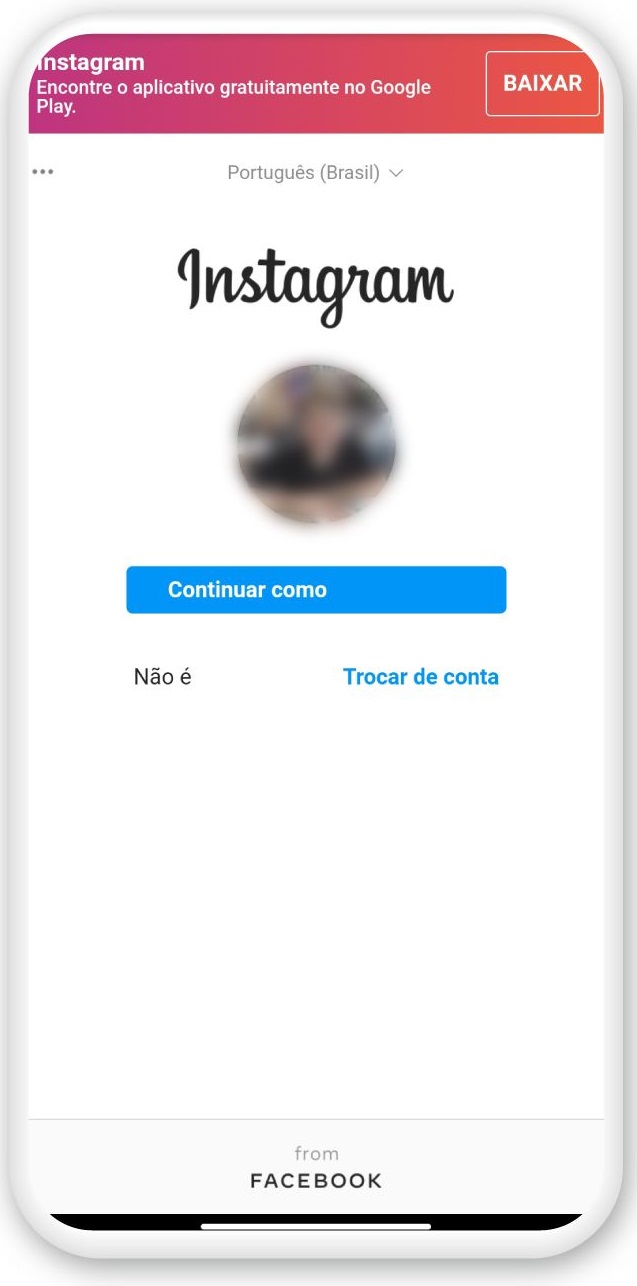 Instagram
Encontre o aplicativo gratuitamente no Google
Play.
BAIXAR
Português (Brasil)
Instagram
Continuar como
Não é
Trocar de conta
from
FACEBOOK